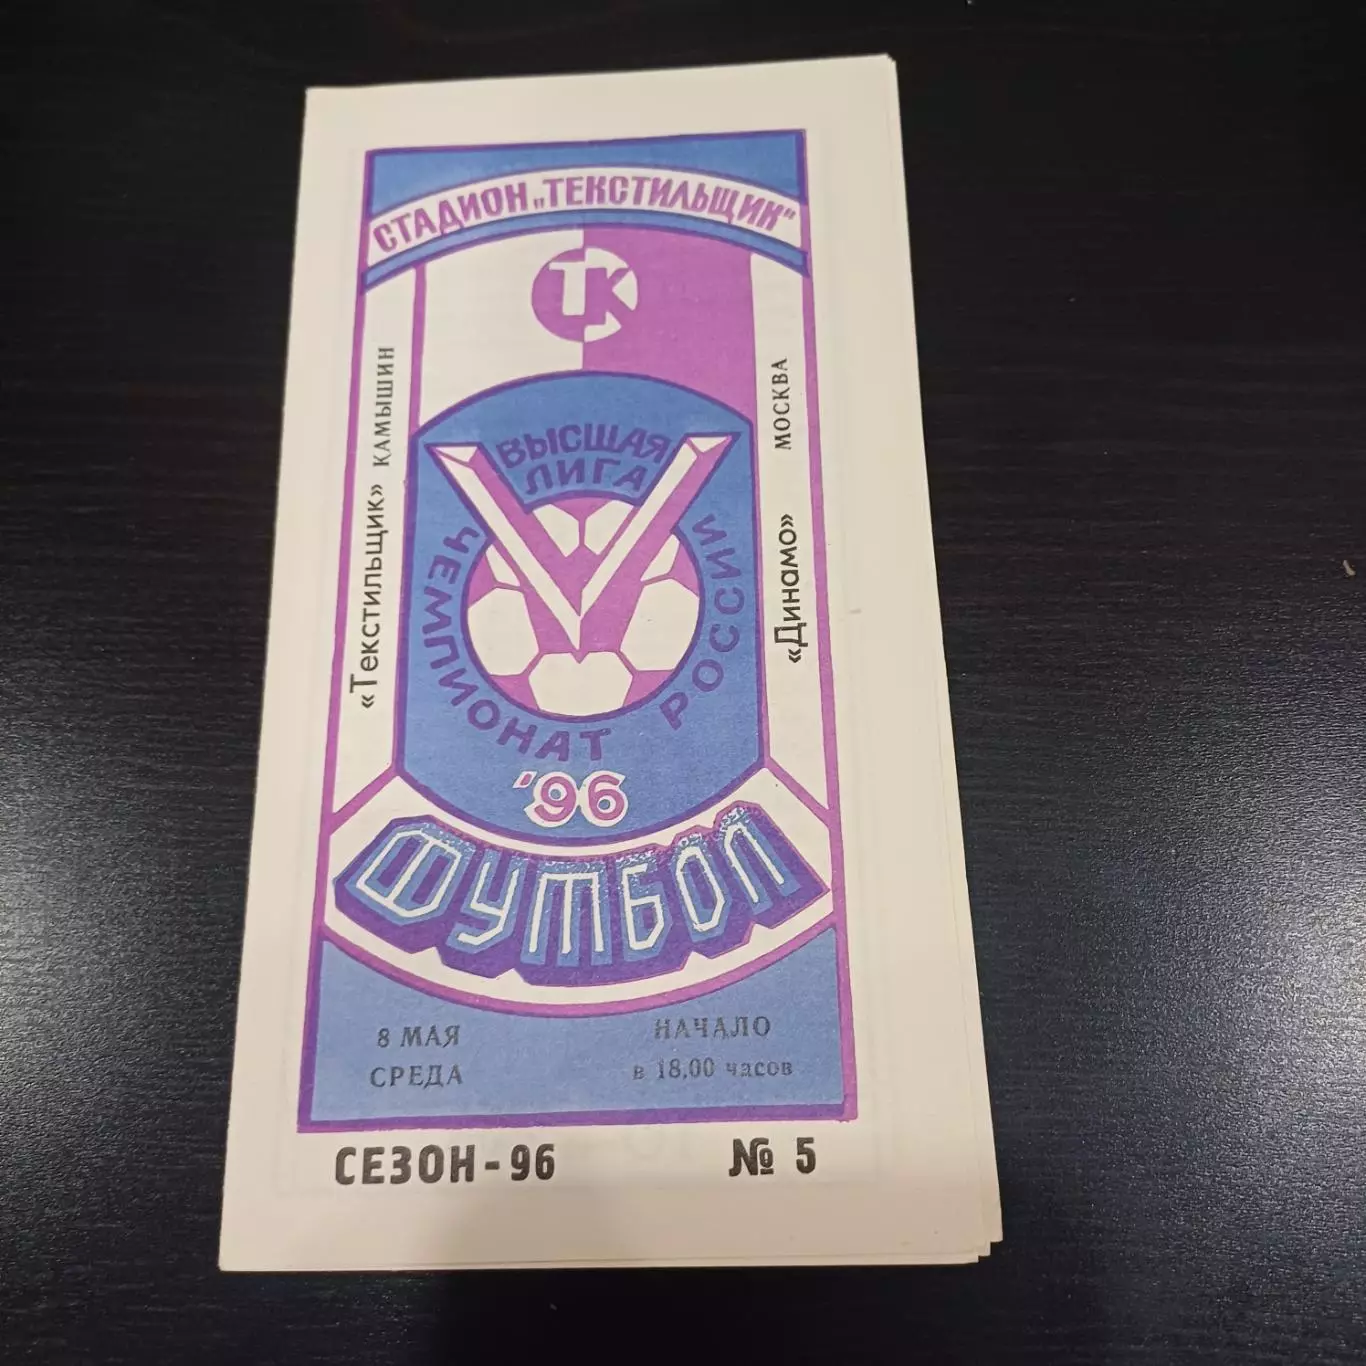 СТАДИОН „ТЕКСТИЛЬЩИК"
ТК
«Текстильщик» КАМЫШИН
«Динамо» МОСКВА
ВЫСШАЯ
ЛИГА
ЧЕМПИОНАТ РОССИИ
'96
ФУТБОЛ
8 МАЯ
СРЕДА
НАЧАЛО
в 18.00 часов
СЕЗОН-96
№ 5